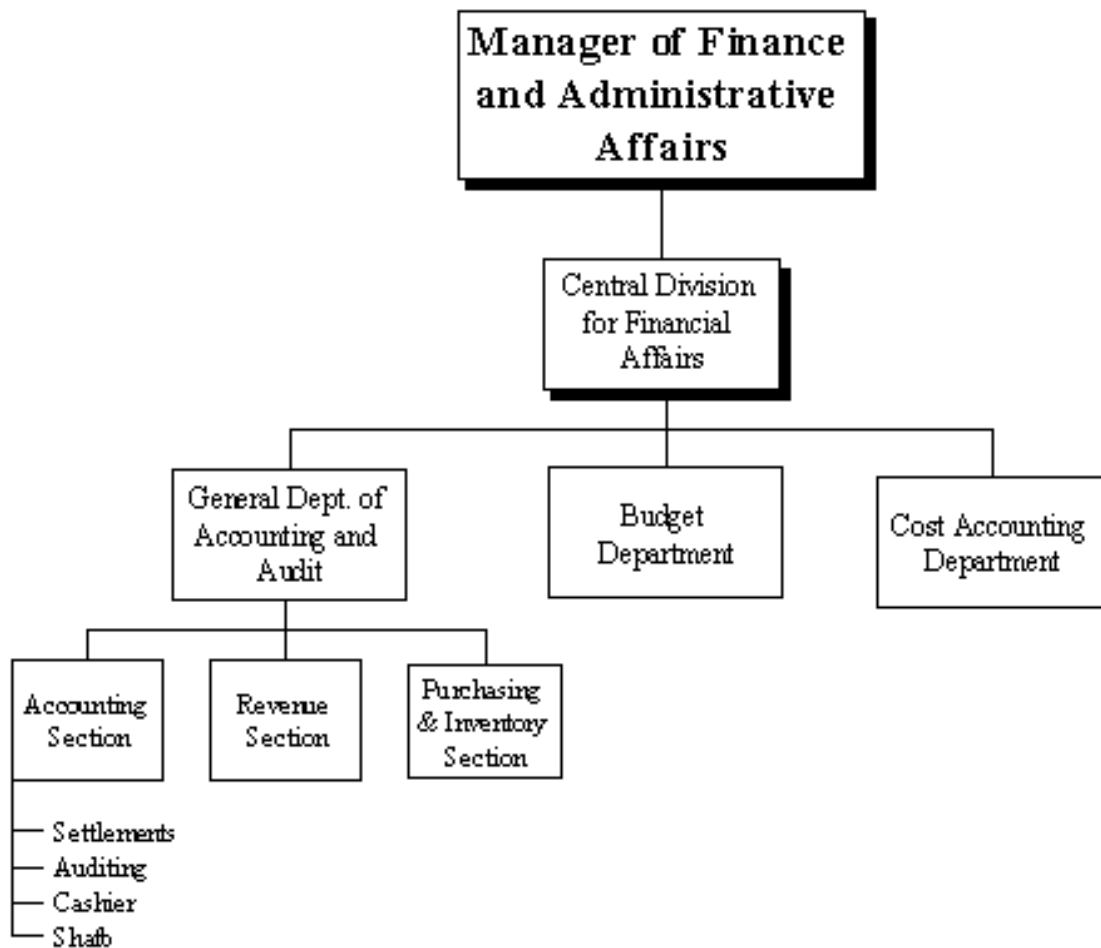 Manager of Finance
and Administrative
Affairs
Central Division
for Financial
Affairs
General Dept. of
Accounting and
Audit
Budget
Department
Cost Accounting
Department
Accounting
Section
Revenue
Section
Purchasing
& Inventory
Section
Settlements
Auditing
Cashier